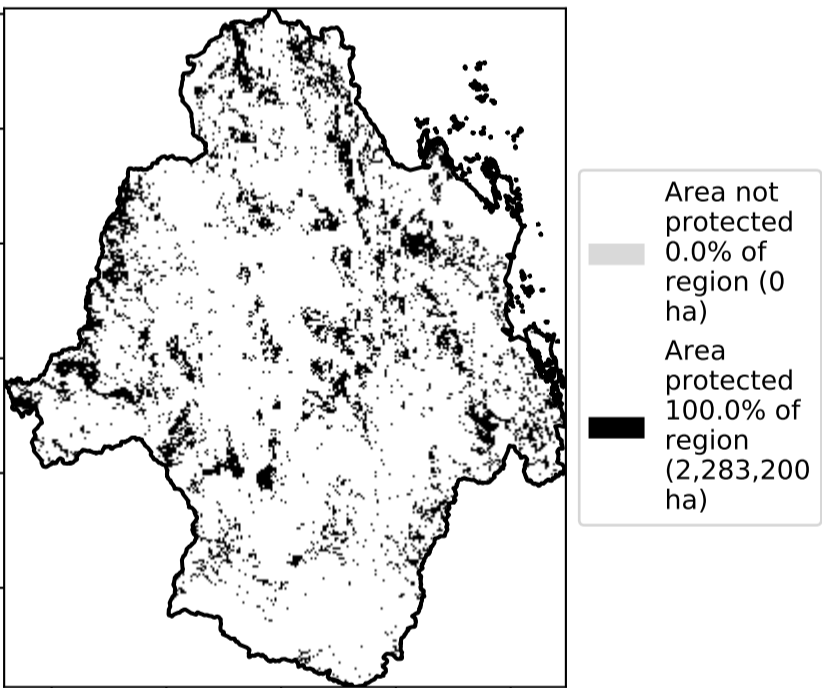 Area not
protected
0.0% of
region (0
ha)
Area
protected
100.0% of
region
(2,283,200
ha)